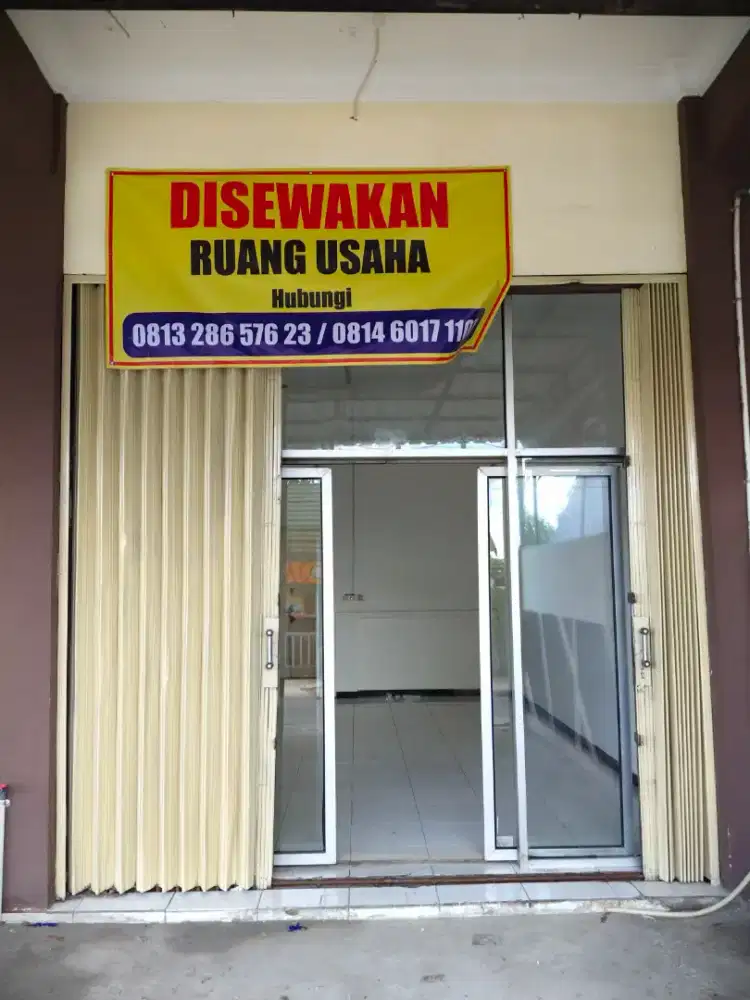 DISEWAKAN
RUANG USAHA
Hubungi
0813 286 576 23 / 0814 6017 110